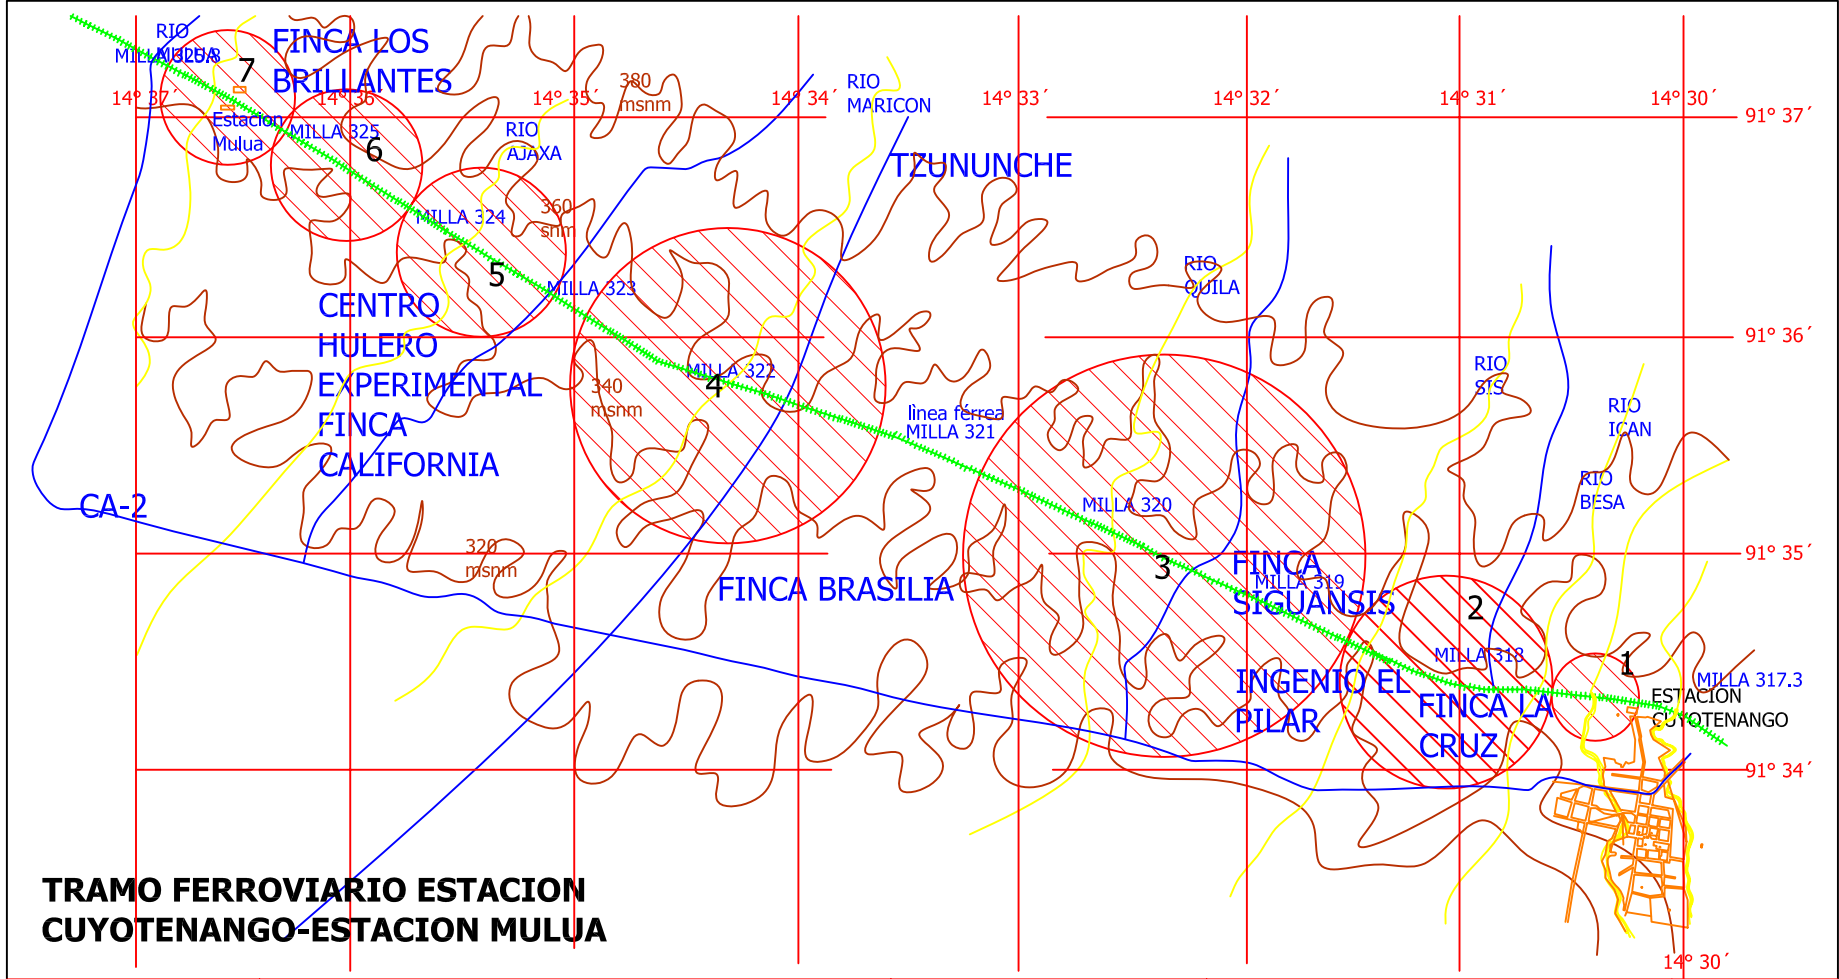 RIO
MULUA
MILLA 325.8
7
FINCA LOS
BRILLANTES
14° 37´
14° 36´
14° 35´
14° 34´
14° 33´
14° 32´
14° 31´
14° 30´
91° 37´
380
msnm
RIO
MARICON
Estacion
Mulua
MILLA 325
6
RIO
AJAXA
TZUNUNCHE
MILLA 324
360
snm
5
MILLA 323
RIO
QUILA
CENTRO
HULERO
EXPERIMENTAL
FINCA
CALIFORNIA
91° 36´
MILLA 322
4
340
msnm
lìnea férrea
MILLA 321
RIO
SIS
RIO
ICAN
RIO
BESA
CA-2
MILLA 320
320
msnm
3
91° 35´
FINCA BRASILIA
FINCA
SIGUANSIS
MILLA 319
2
MILLA 318
1
INGENIO EL
PILAR
FINCA LA
CRUZ
MILLA 317.3
ESTACION
CUYOTENANGO
91° 34´
TRAMO FERROVIARIO ESTACION
CUYOTENANGO-ESTACION MULUA
14° 30´